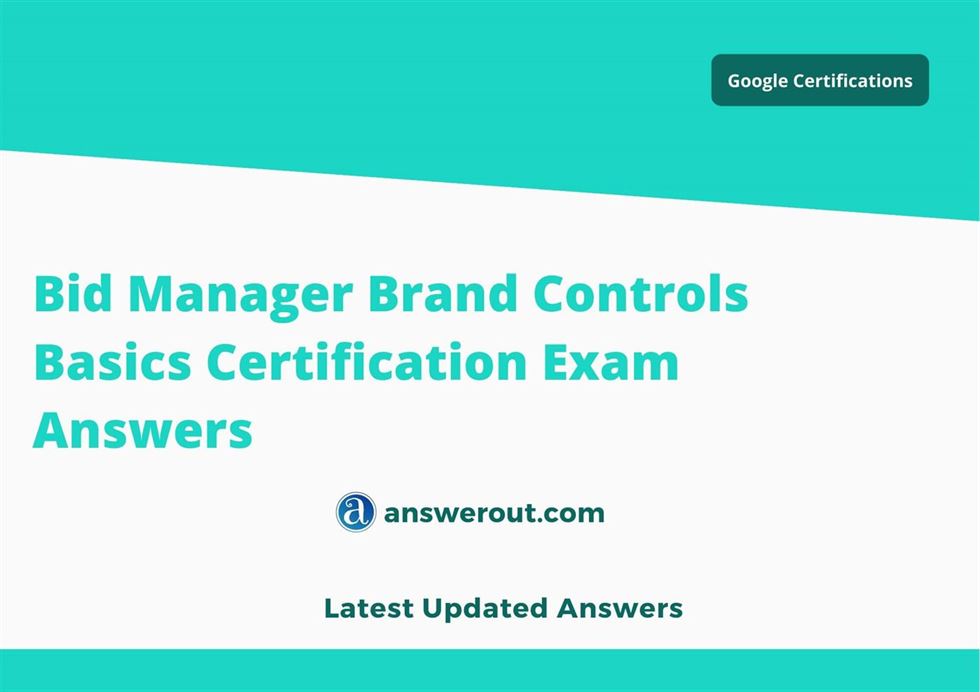 Google Certifications
Bid Manager Brand Controls
Basics Certification Exam
Answers
a answerout.com
Latest Updated Answers